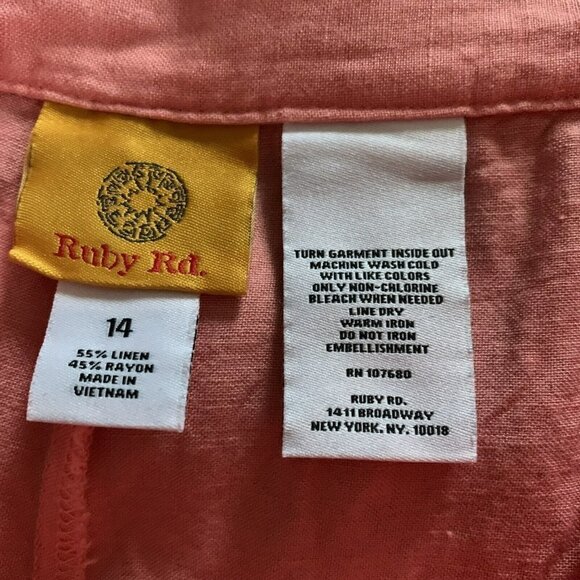 Ruby Rd.
14
55% LINEN
45% RAYON
MADE IN
VIETNAM
TURN GARMENT INSIDE OUT
MACHINE WASH COLD
WITH LIKE COLORS
ONLY NON-CHLORINE
BLEACH WHEN NEEDED
LINE DRY
WARM IRON
DO NOT IRON
EMBELLISHMENT
RN 107680
RUBY RD.
1411 BROADWAY
NEW YORK, NY. 10018